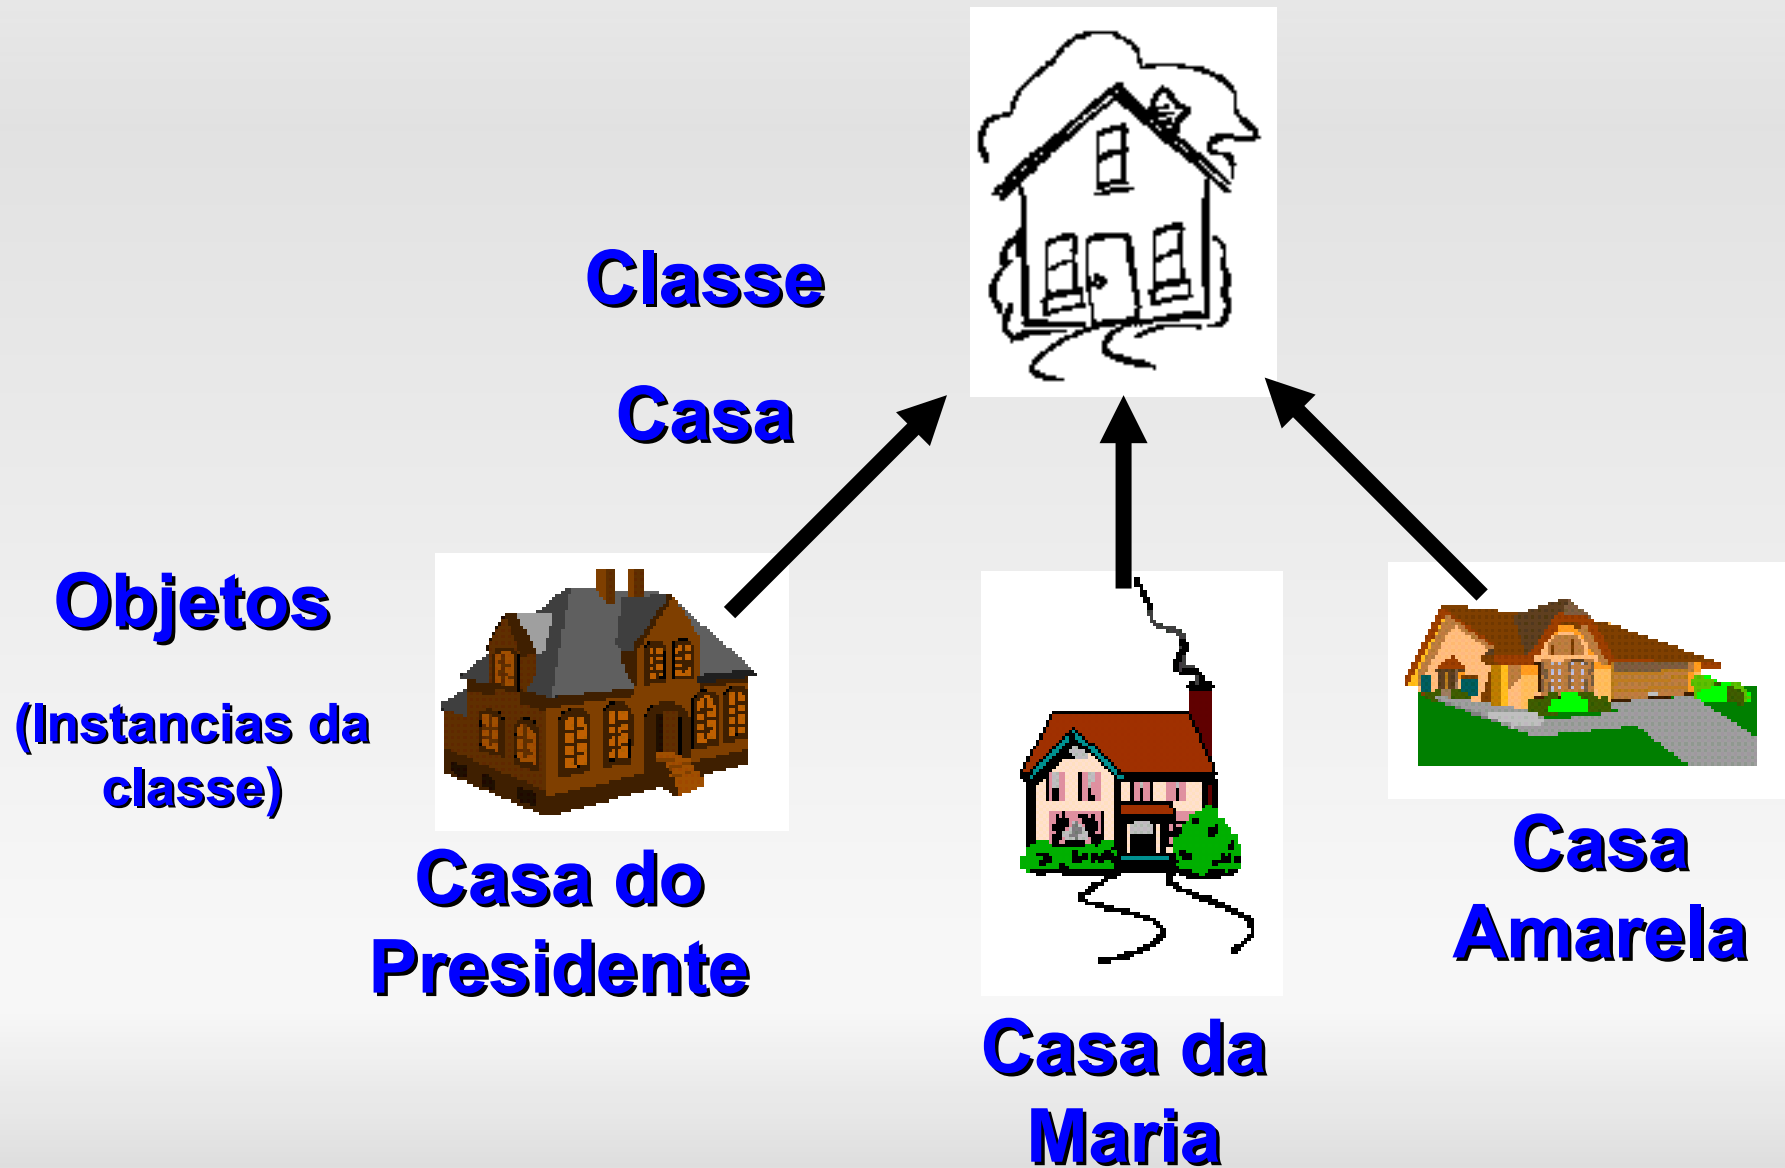 Classe
Casa
Objetos
(Instancias da
classe)
Casa do
Presidente
Casa da
Maria
Casa
Amarela